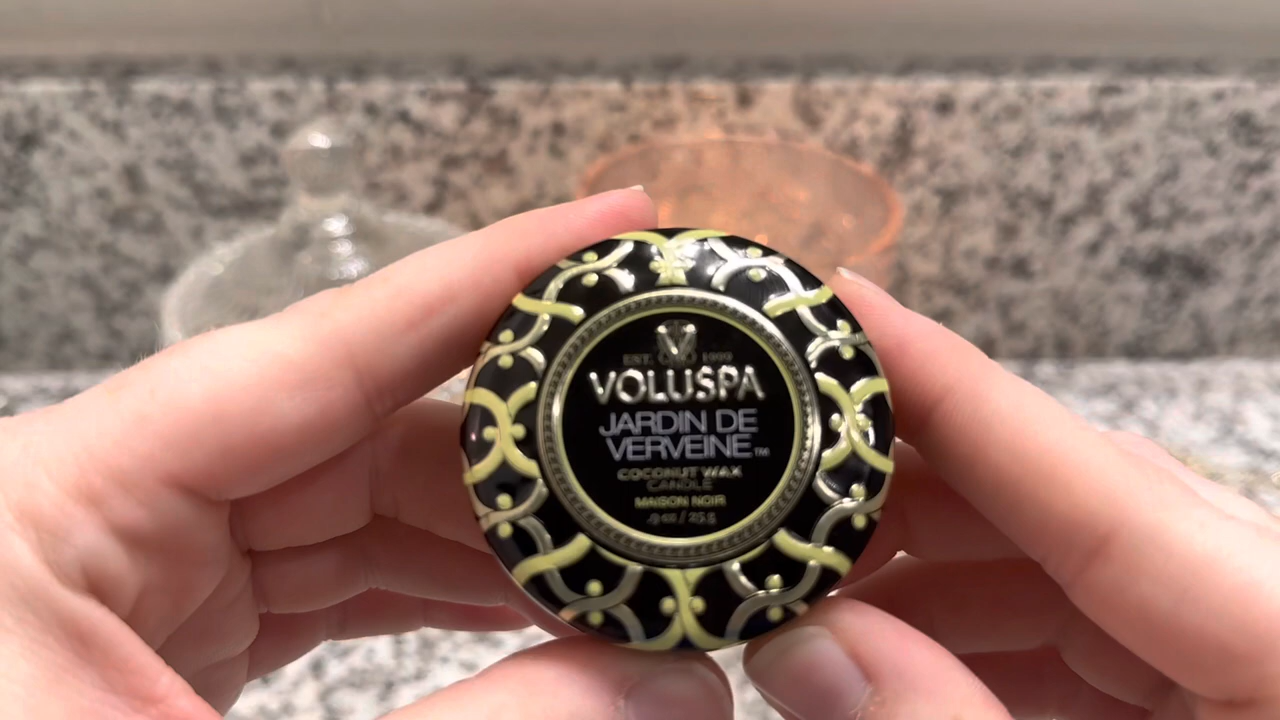 EST. 1999
VOLUSPA
JARDIN DE
VERVEINE™
COCONUT WAX
CANDLE
MAISON NOIR
.9 oz / 25 g